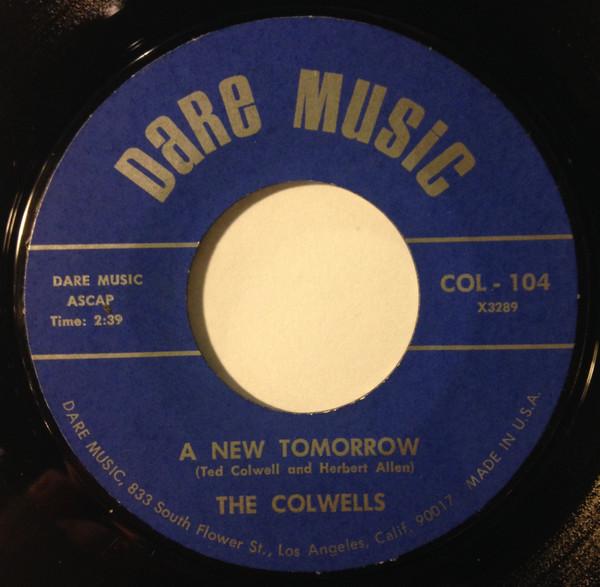 Dare Music
DARE MUSIC
ASCAP
Time: 2:39
COL - 104
X3289
A NEW TOMORROW
(Ted Colwell and Herbert Allen)
THE COLWELLS
DARE MUSIC, 833 South Flower St., Los Angeles, Calif. 90017
MADE IN U.S.A.